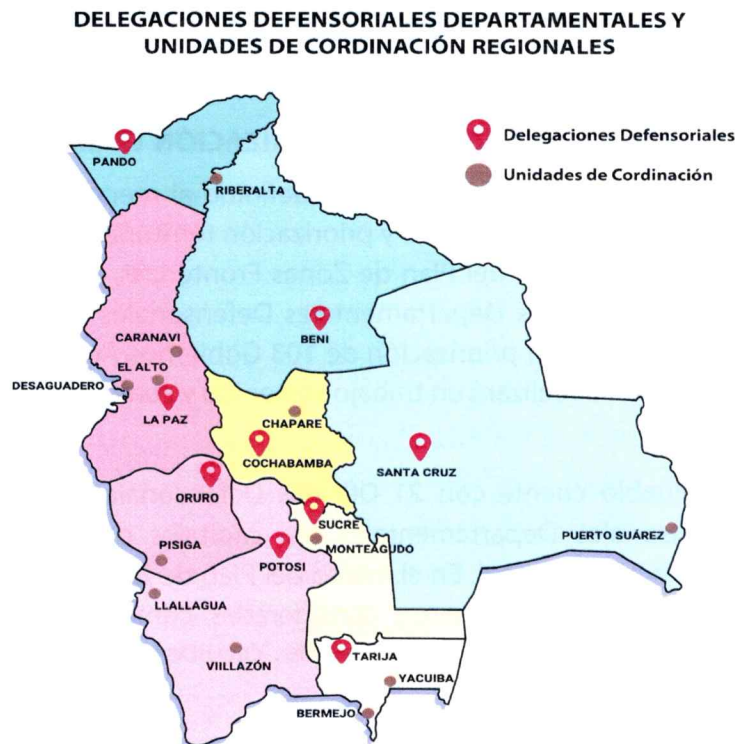 DELEGACIONES DEFENSORIALES DEPARTAMENTALES Y
UNIDADES DE CORDINACIÓN REGIONALES
Delegaciones Defensoriales
Unidades de Cordinación
PANDO
RIBERALTA
BENI
CARANAVI
EL ALTO
DESAGUADERO
LA PAZ
CHAPARE
COCHABAMBA
SANTA CRUZ
ORURO
SUCRE
PUERTO SUÁREZ
PISIGA
MONTEAGUDO
POTOSI
LLALLAGUA
VIILLAZÓN
TARIJA
YACUIBA
BERMEJO